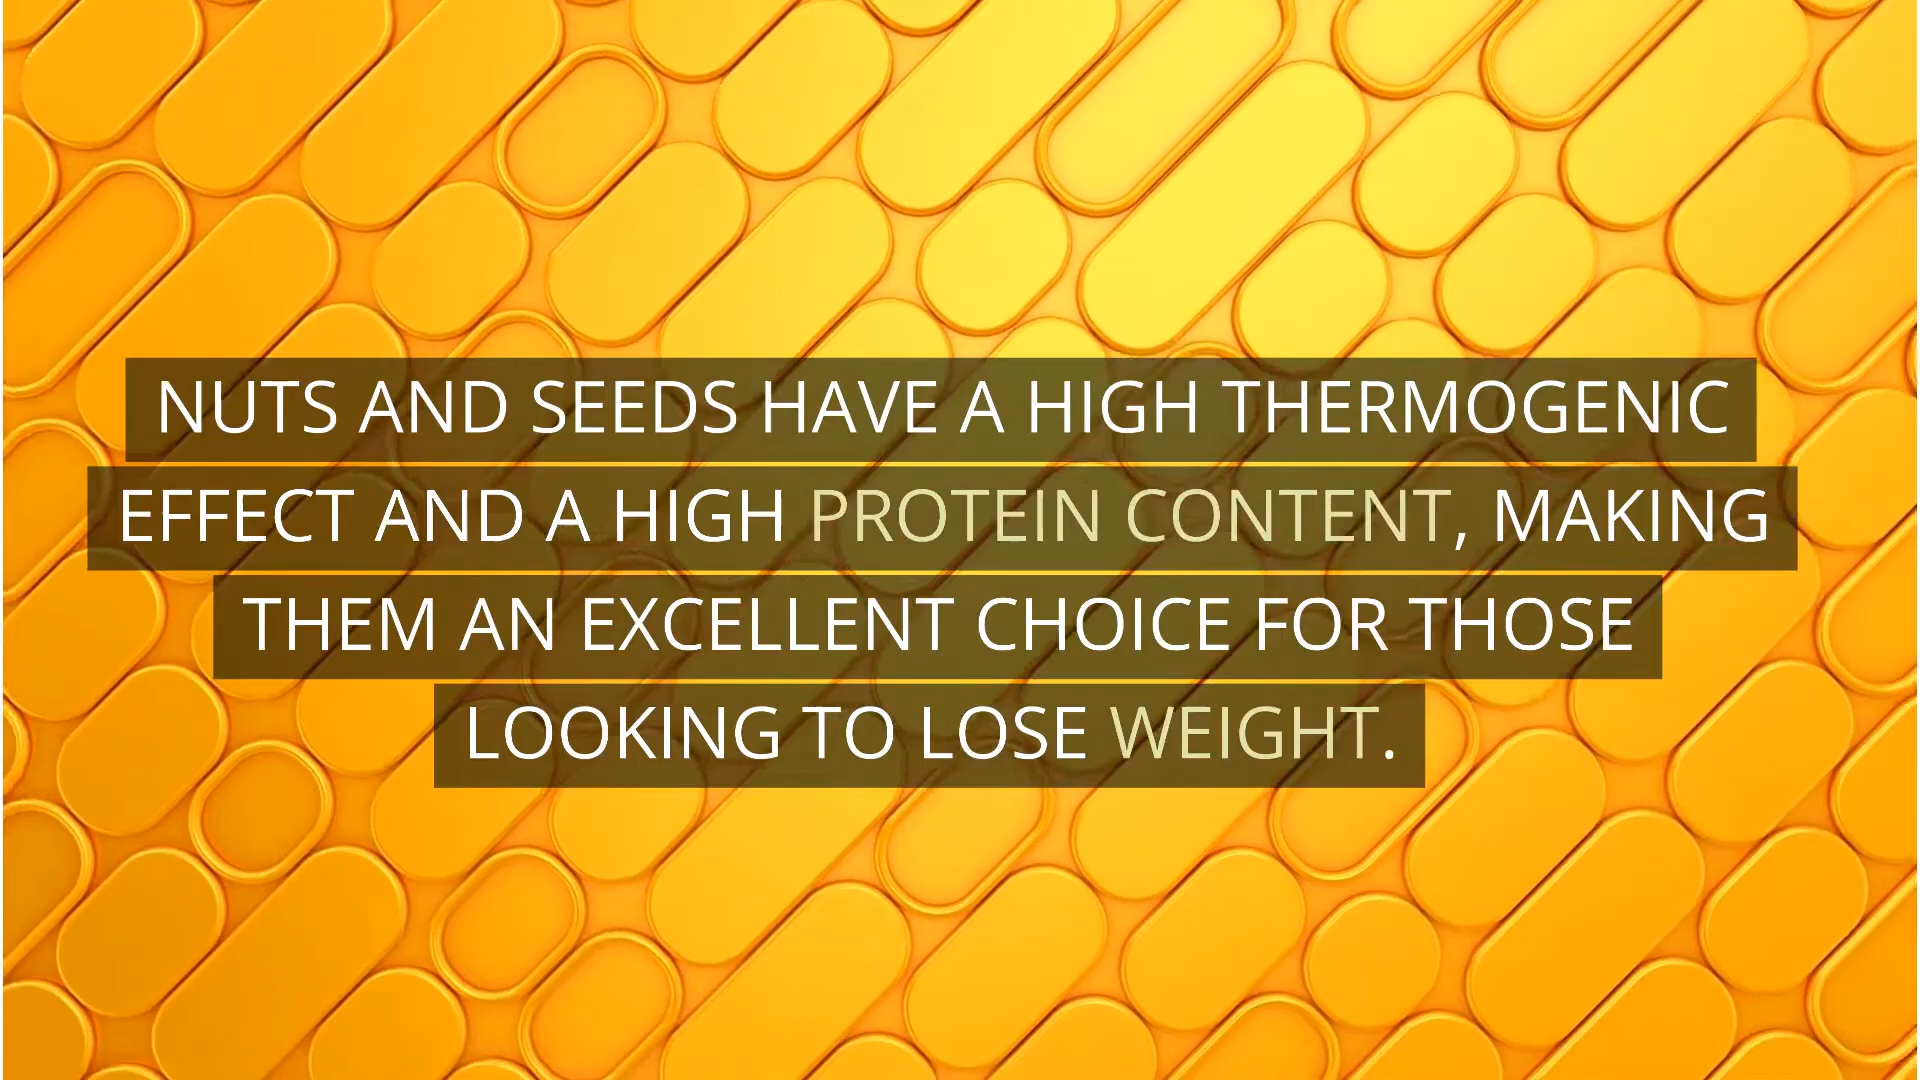 NUTS AND SEEDS HAVE A HIGH THERMOGENIC
EFFECT AND A HIGH PROTEIN CONTENT, MAKING
THEM AN EXCELLENT CHOICE FOR THOSE
LOOKING TO LOSE WEIGHT.